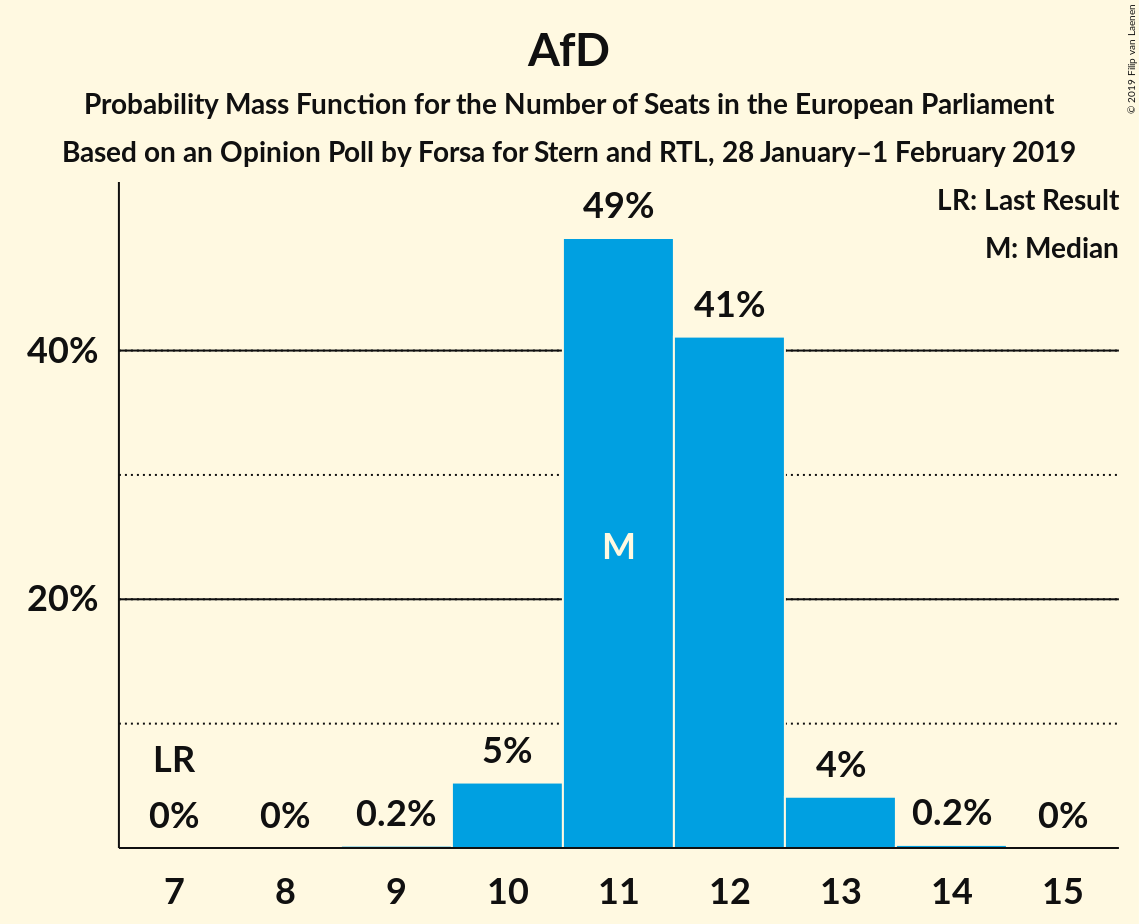 AfD
Probability Mass Function for the Number of Seats in the European Parliament
Based on an Opinion Poll by Forsa for Stern and RTL, 28 January–1 February 2019
© 2019 Filip van Laenen
LR: Last Result
M: Median
49%
41%
40%
M
20%
LR
5%
4%
0%
0%
0.2%
0.2%
0%
7
8
9
10
11
12
13
14
15